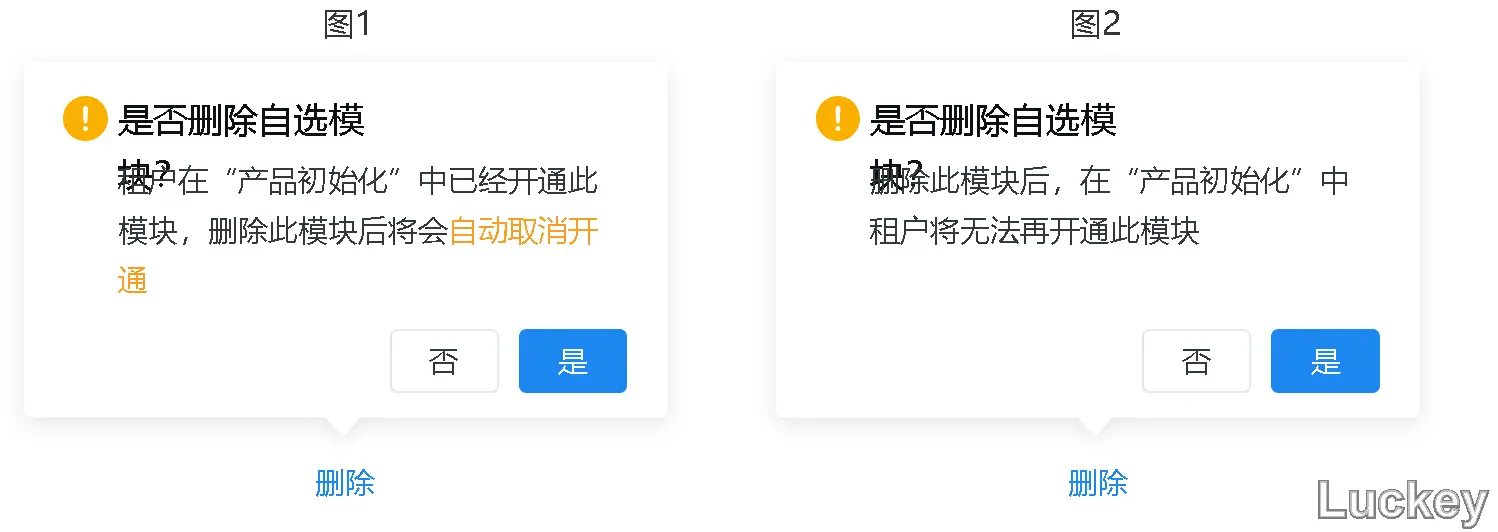 图1
是否删除自选模
块?
租户在“产品初始化”中已经开通此
模块，删除此模块后将会自动取消开
通
否
是
删除
图2
是否删除自选模
块?
删除此模块后，在“产品初始化”中
租户将无法再开通此模块
否
是
删除
Luckey